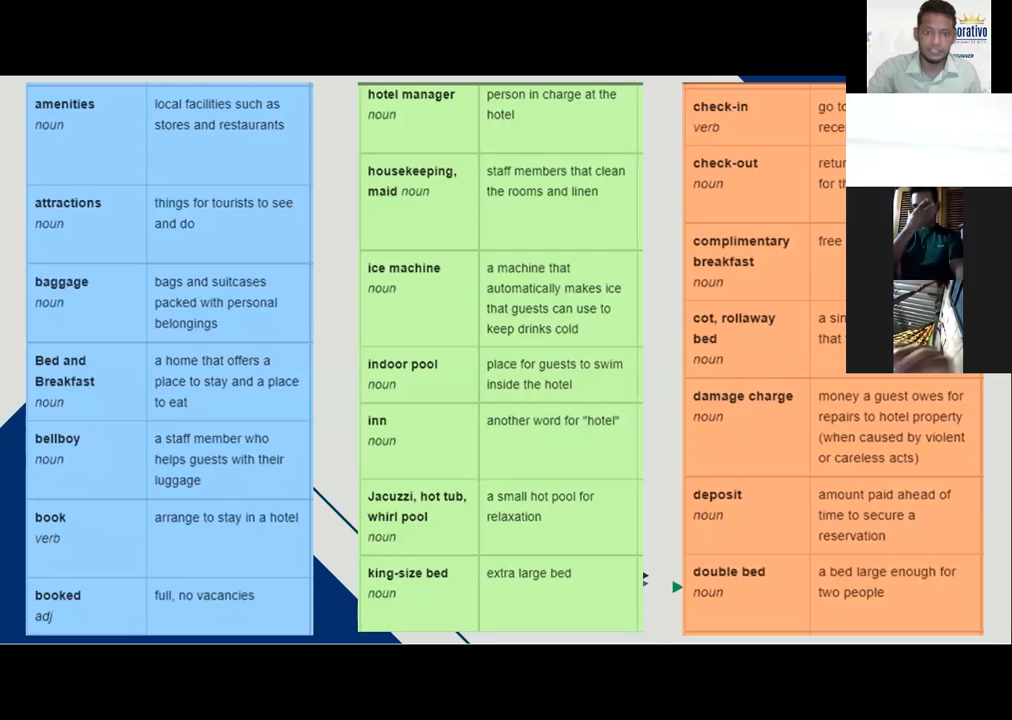 amenities
noun
local facilities such as
stores and restaurants
attractions
noun
things for tourists to see
and do
baggage
noun
bags and suitcases
packed with personal
belongings
Bed and
Breakfast
noun
a home that offers a
place to stay and a place
to eat
bellboy
noun
a staff member who
helps guests with their
luggage
book
verb
arrange to stay in a hotel
booked
adj
full, no vacancies
hotel manager
noun
person in charge at the
hotel
housekeeping,
maid noun
staff members that clean
the rooms and linen
ice machine
noun
a machine that
automatically makes ice
that guests can use to
keep drinks cold
indoor pool
noun
place for guests to swim
inside the hotel
inn
noun
another word for "hotel"
Jacuzzi, hot tub,
whirl pool
noun
a small hot pool for
relaxation
king-size bed
noun
extra large bed
check-in
verb
go to
rece
check-out
noun
retur
for th
complimentary
breakfast
noun
free
cot, rollaway
bed
noun
a sin
that
damage charge
noun
money a guest owes for
repairs to hotel property
(when caused by violent
or careless acts)
deposit
noun
amount paid ahead of
time to secure a
reservation
double bed
noun
a bed large enough for
two people
orativo